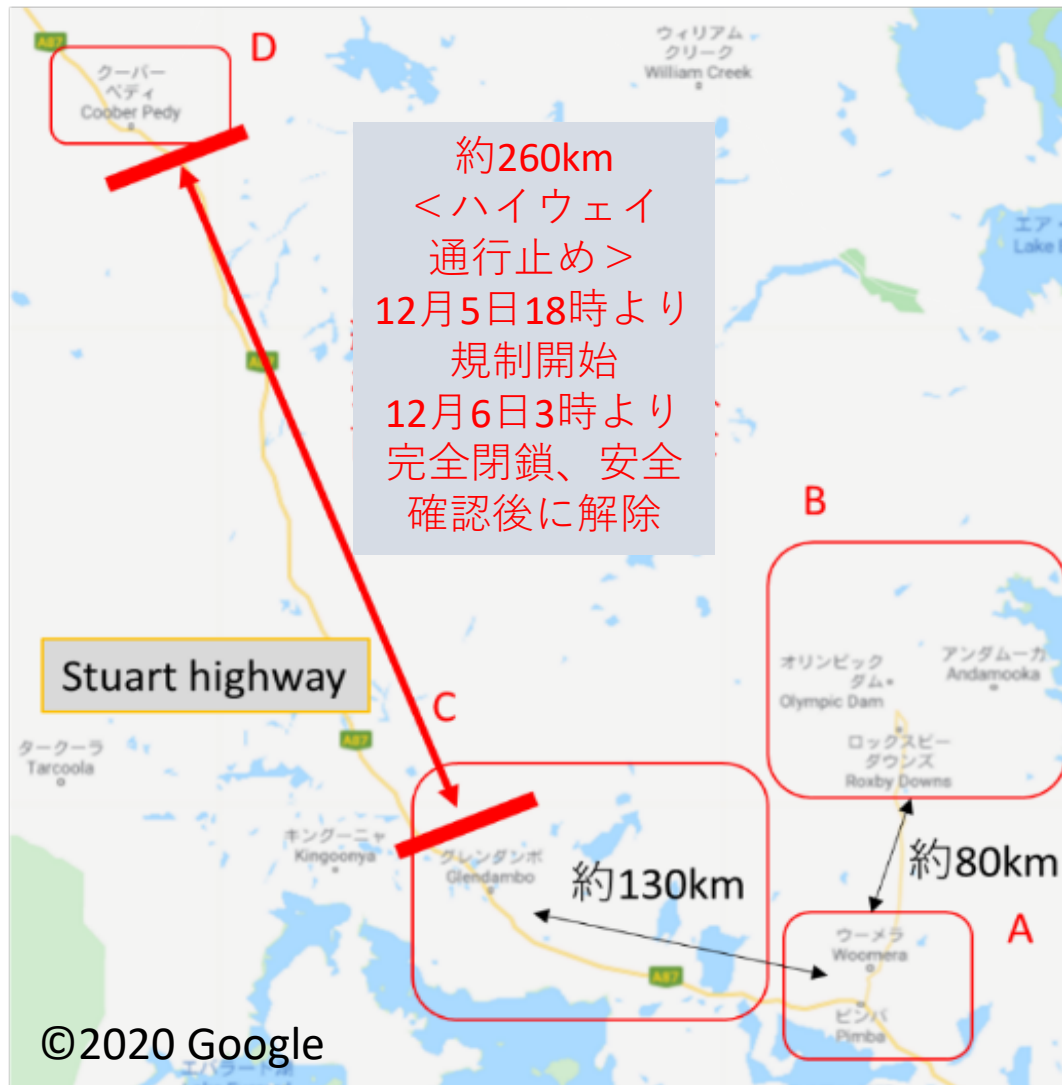 A87
D
クーバー
ペディ
Coober Pedy
ウィリアム
クリーク
William Creek
約260km
＜ハイウェイ
通行止め＞
12月5日18時より
規制開始
12月6日3時より
完全閉鎖、安全
確認後に解除
エア・
Lake
A87
B
Stuart highway
C
オリンピック
ダム
Olympic Dam
アンダムーカ
Andamooka
ロックスビー
ダウンズ
Roxby Downs
タークーラ
Tarcoola
A87
キングーニャ
Kingoonya
グレンダンボ
Glendambo
約130km
約80km
A
ウーメラ
Woomera
A87
ピンバ
Pimba
©2020 Google